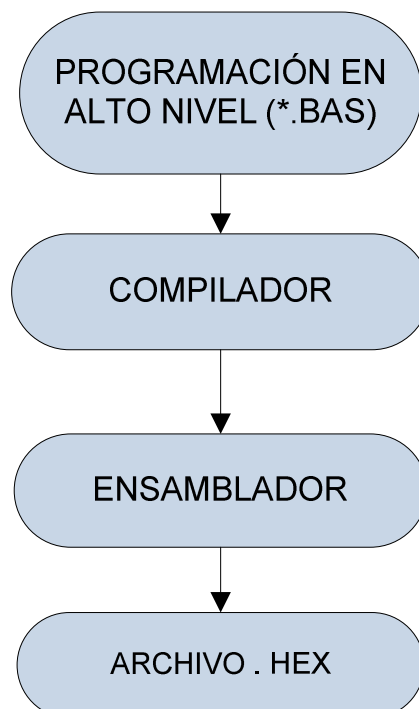 PROGRAMACIÓN EN
ALTO NIVEL (*.BAS)
COMPILADOR
ENSAMBLADOR
ARCHIVO . HEX